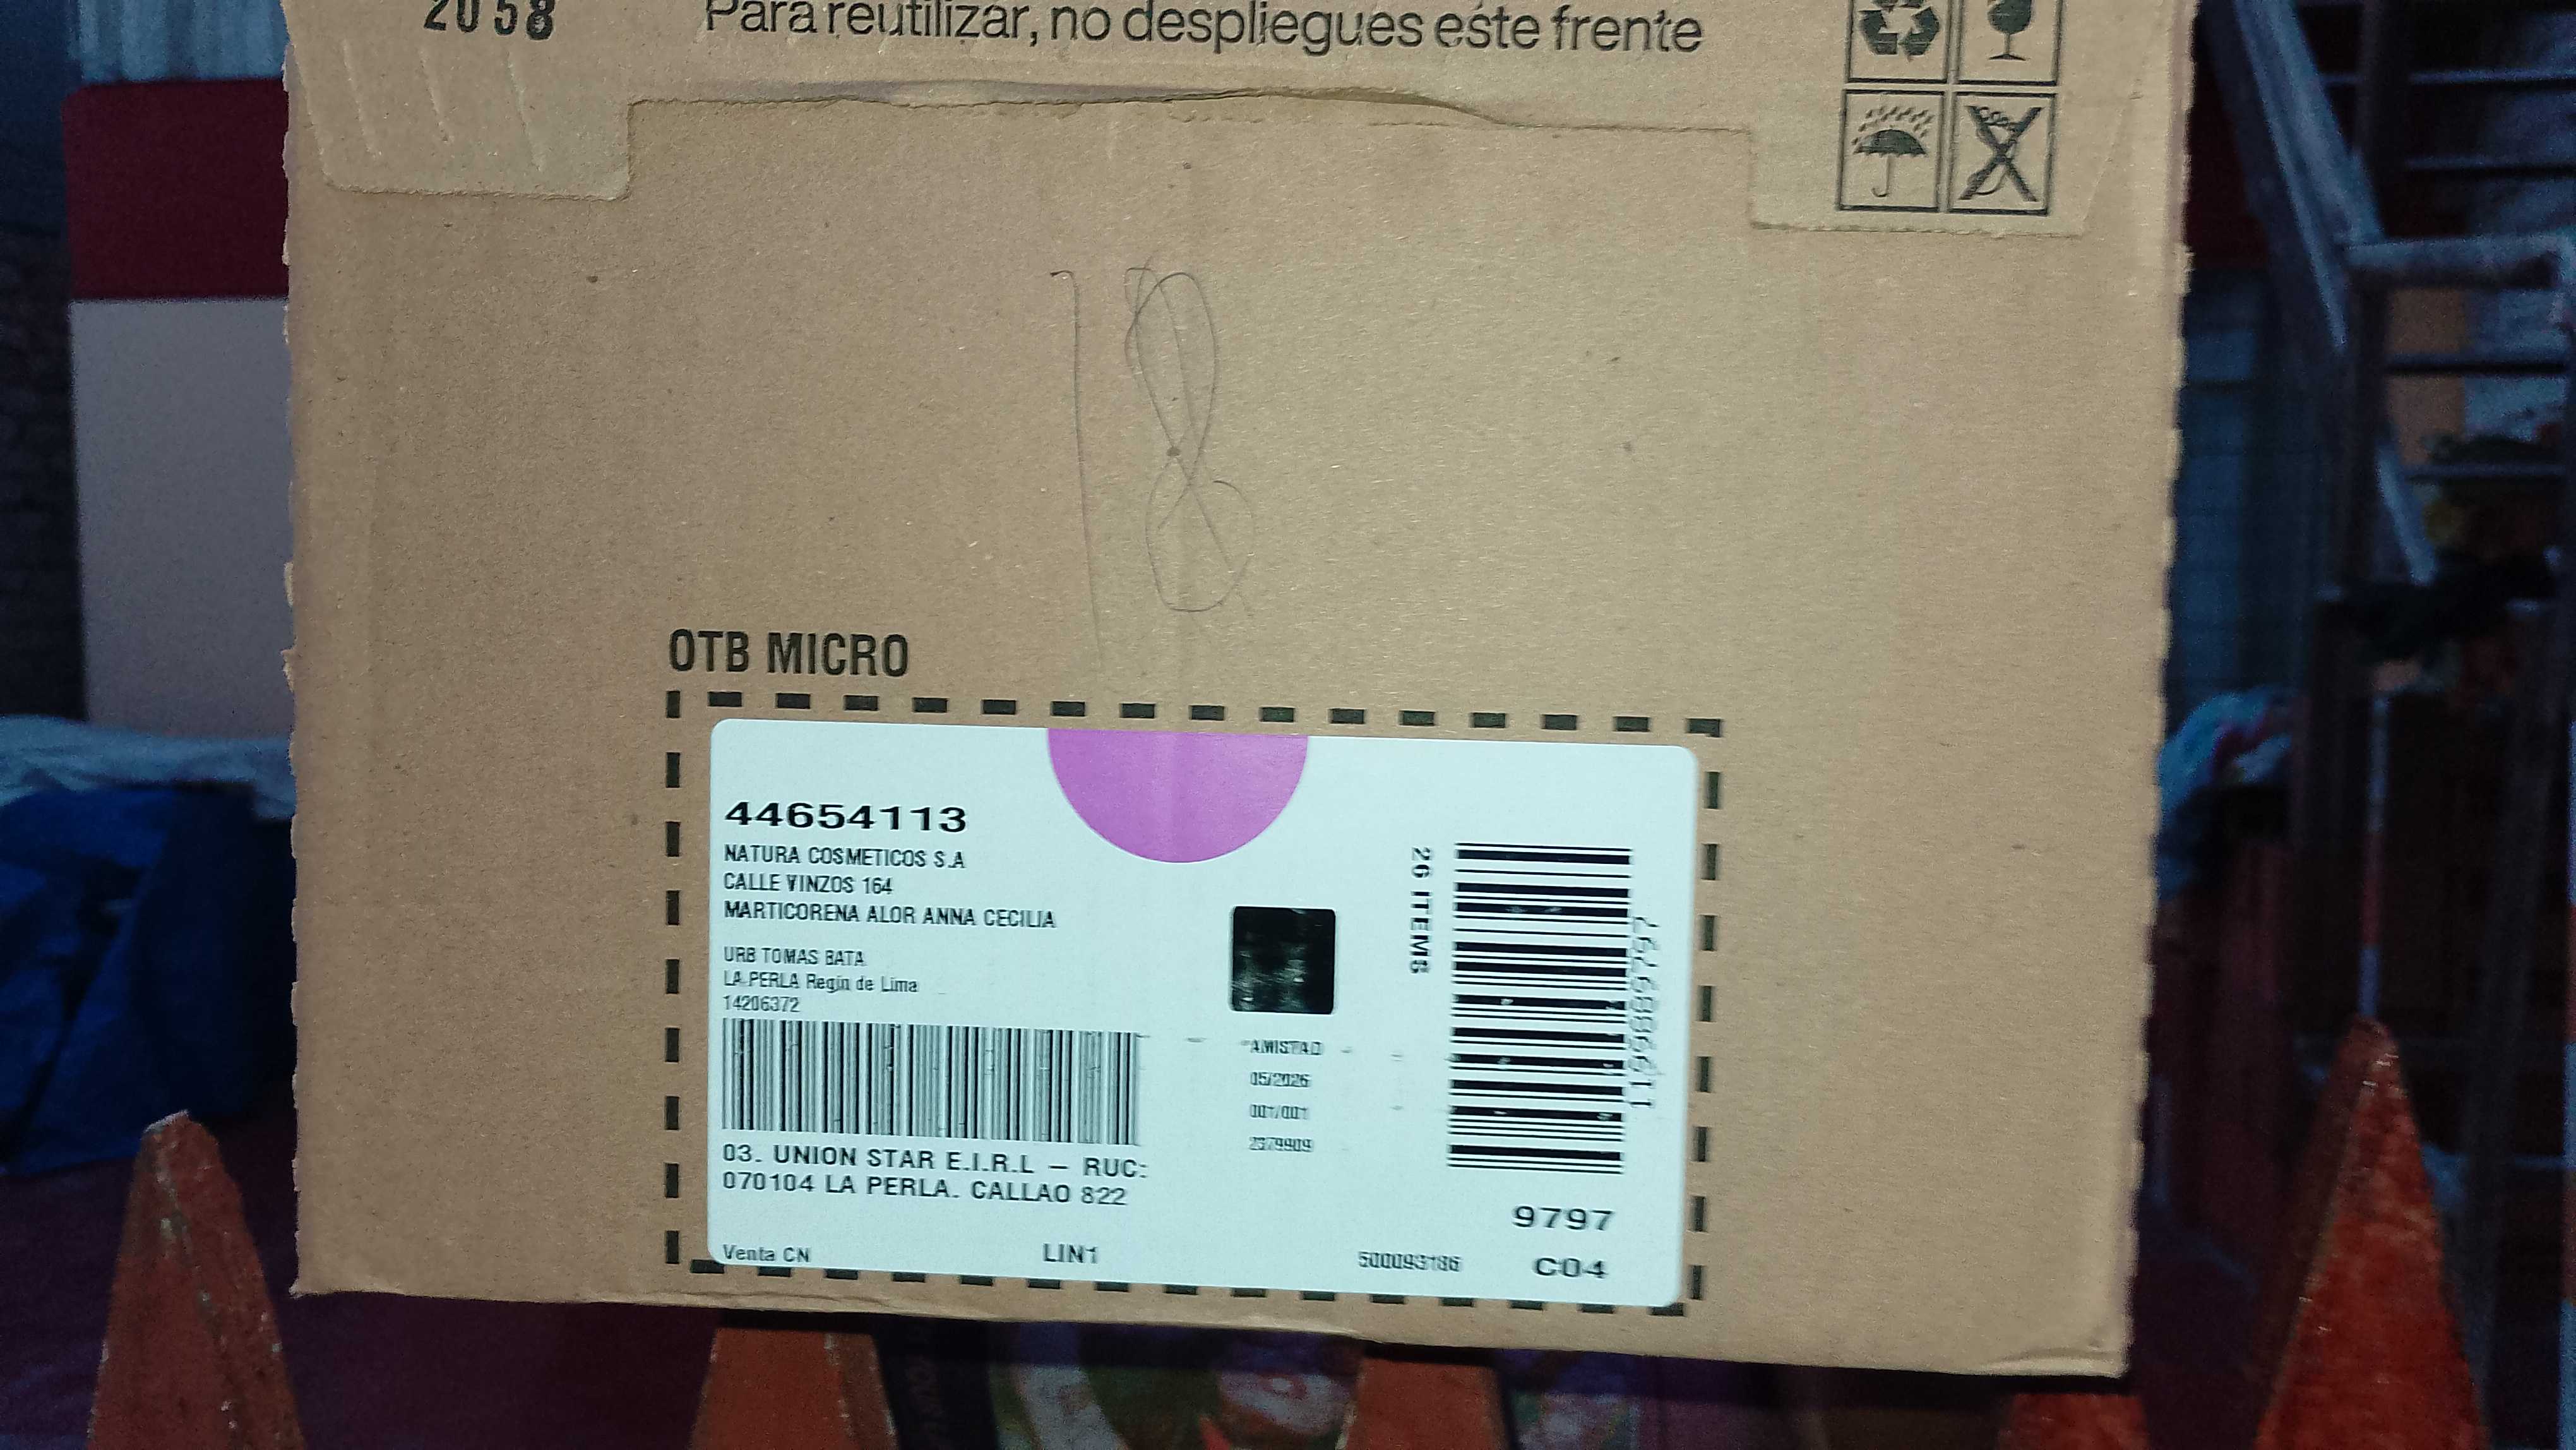 2058
Para reutilizar, no despliegues este frente
18
OTB MICRO
44654113
NATURA COSMETICOS S.A
CALLE VINZOS 164
MARTICORENA ALOR ANNA CECILIA
URB TOMAS BATA
LA PERLA Regin de Lima
14206372
03. UNION STAR E.I.R.L – RUC:
070104 LA PERLA. CALLAO 822
Venta CN
LIN1
AMISTAD
05/2026
001/001
2379909
26 ITEMS
9797
500093186
C04